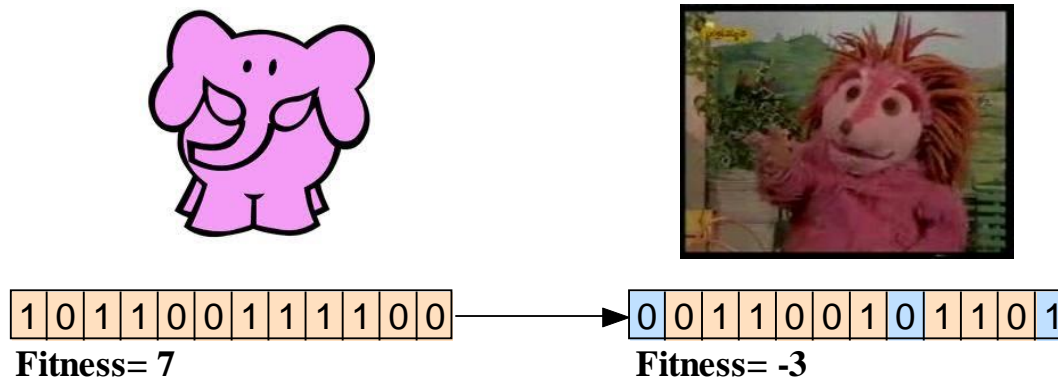 1 0 1 1 0 0 1 1 1 1 0 0
0 0 1 1 0 0 1 0 1 1 0 1
Fitness= 7
Fitness= -3